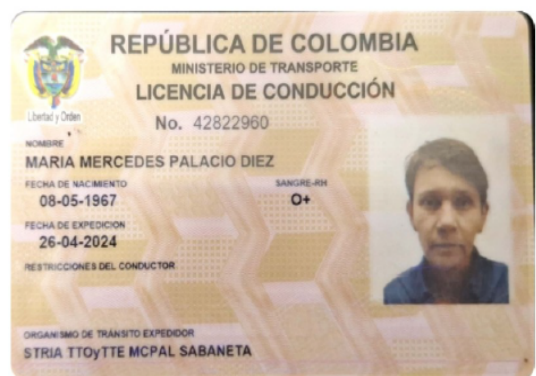 REPÚBLICA DE COLOMBIA
MINISTERIO DE TRANSPORTE
LICENCIA DE CONDUCCIÓN
Libertad y Orden
No. 42822960
NOMBRE
MARIA MERCEDES PALACIO DIEZ
FECHA DE NACIMIENTO SANGRE-RH
08-05-1967 O+
FECHA DE EXPEDICION
26-04-2024
RESTRICCIONES DEL CONDUCTOR
ORGANISMO DE TRÁNSITO EXPEDIDOR
STRIA TTOyTTE MCPAL SABANETA